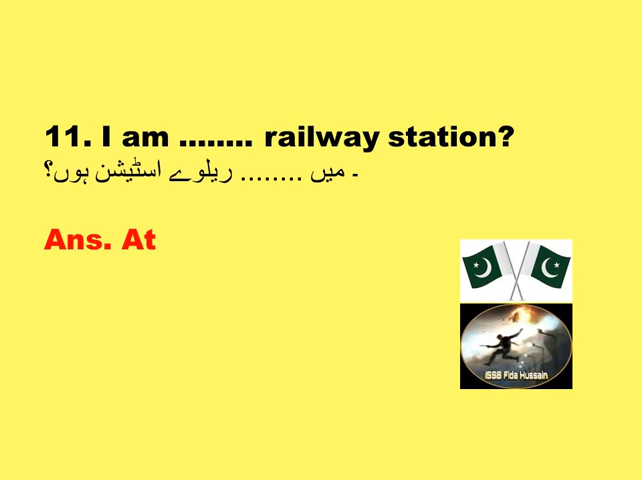 11. I am ........ railway station?
۔ میں ........ ریلوے اسٹیشن ہوں؟
Ans. At
ISSB Fida Hussain